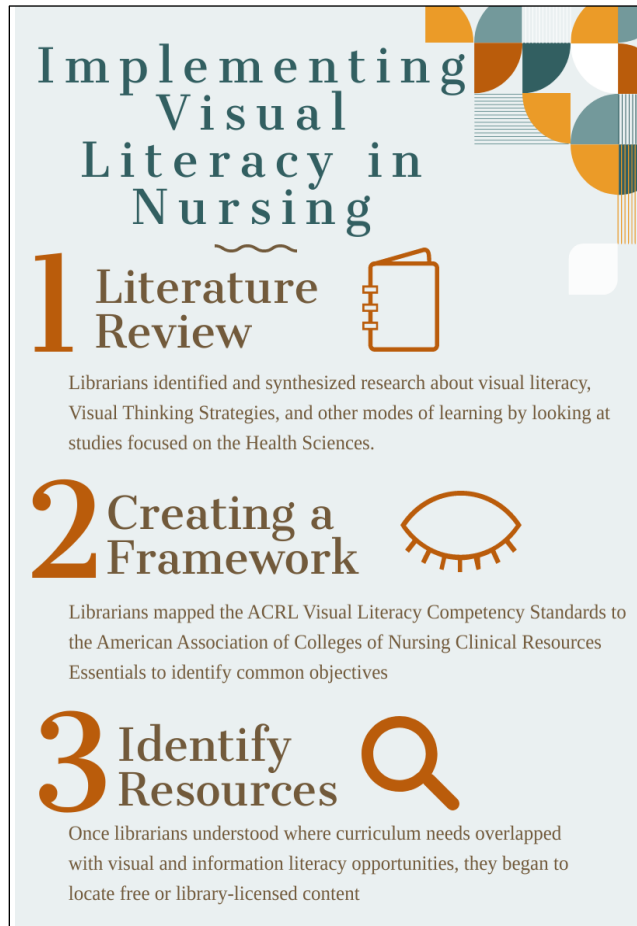 Implementing
Visual
Literacy in
Nursing
1
Literature
Review
Librarians identified and synthesized research about visual literacy,
Visual Thinking Strategies, and other modes of learning by looking at
studies focused on the Health Sciences.
2
Creating a
Framework
Librarians mapped the ACRL Visual Literacy Competency Standards to
the American Association of Colleges of Nursing Clinical Resources
Essentials to identify common objectives
3
Identify
Resources
Once librarians understood where curriculum needs overlapped
with visual and information literacy opportunities, they began to
locate free or library-licensed content